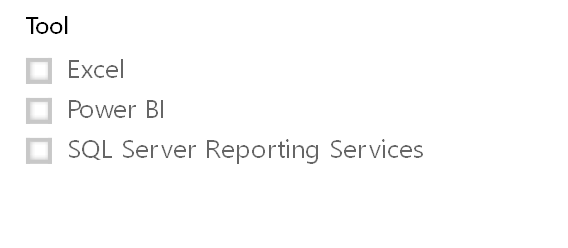 Tool
Excel
Power BI
SQL Server Reporting Services